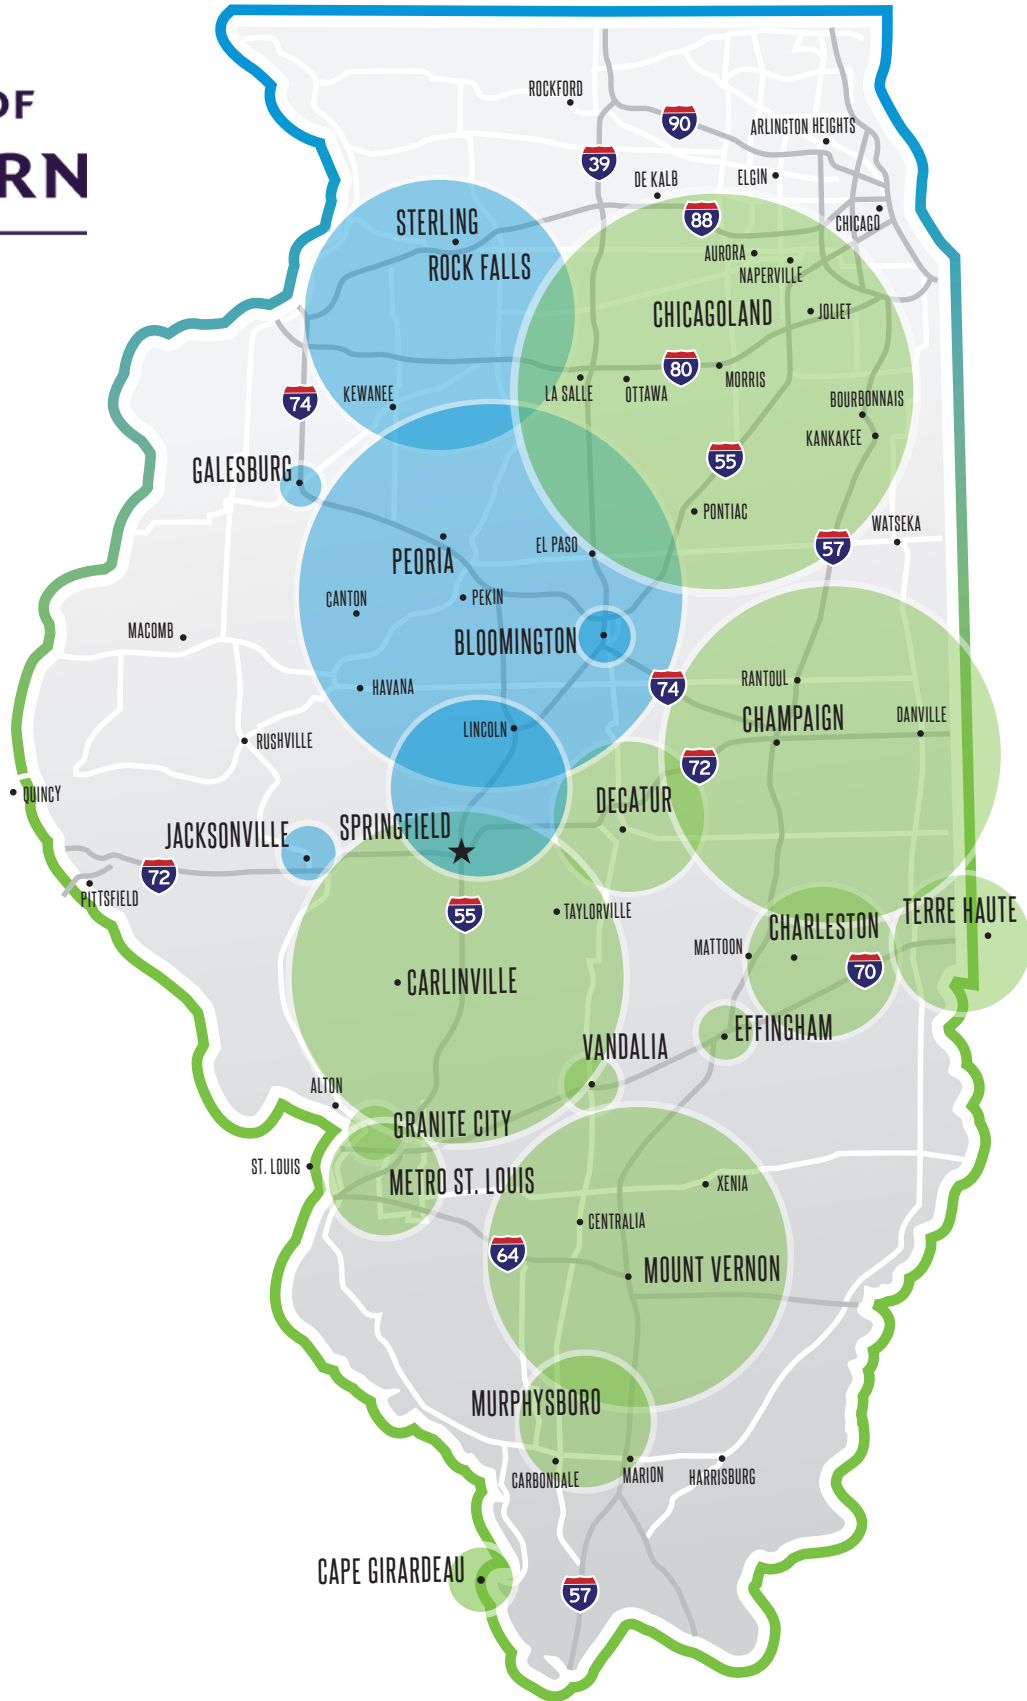 OF
RN
ROCKFORD
90
ARLINGTON HEIGHTS
39
DE KALB
ELGIN
88
STERLING
CHICAGO
AURORA
ROCK FALLS
NAPERVILLE
CHICAGOLAND
JOLIET
80
MORRIS
KEWANEE
LA SALLE
OTTAWA
74
BOURBONNAIS
KANKAKEE
55
GALESBURG
PONTIAC
WATSEKA
EL PASO
57
PEORIA
CANTON
PEKIN
MACOMB
BLOOMINGTON
RANTOUL
HAVANA
74
CHAMPAIGN
DANVILLE
LINCOLN
RUSHVILLE
72
QUINCY
DECATUR
SPRINGFIELD
JACKSONVILLE
72
PITTSFIELD
55
TAYLORVILLE
TERRE HAUTE
CHARLESTON
MATTOON
70
CARLINVILLE
EFFINGHAM
VANDALIA
ALTON
GRANITE CITY
ST. LOUIS
METRO ST. LOUIS
XENIA
CENTRALIA
64
MOUNT VERNON
MURPHYSBORO
CARBONDALE
MARION
HARRISBURG
CAPE GIRARDEAU
57